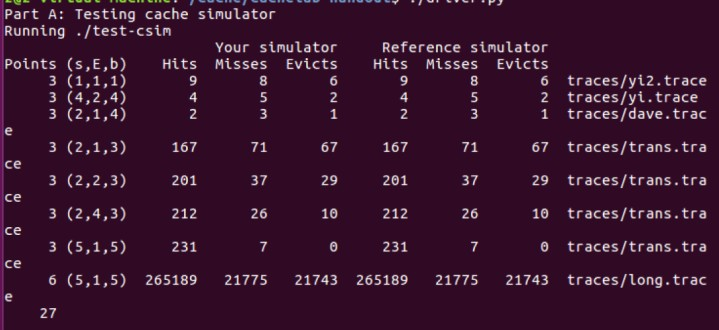 Part A: Testing cache simulator
Running ./test-csim
                        Your simulator     Reference simulator
Points (s,E,b)    Hits  Misses  Evicts    Hits  Misses  Evicts
     3 (1,1,1)       9       8       6       9       8       6  traces/yi2.trace
     3 (4,2,4)       4       5       2       4       5       2  traces/yi.trace
     3 (2,1,4)       2       3       1       2       3       1  traces/dave.trac
e
     3 (2,1,3)     167      71      67     167      71      67  traces/trans.tra
ce
     3 (2,2,3)     201      37      29     201      37      29  traces/trans.tra
ce
     3 (2,4,3)     212      26      10     212      26      10  traces/trans.tra
ce
     3 (5,1,5)     231       7       0     231       7       0  traces/trans.tra
ce
     6 (5,1,5)  265189   21775   21743  265189   21775   21743  traces/long.trac
e
    27